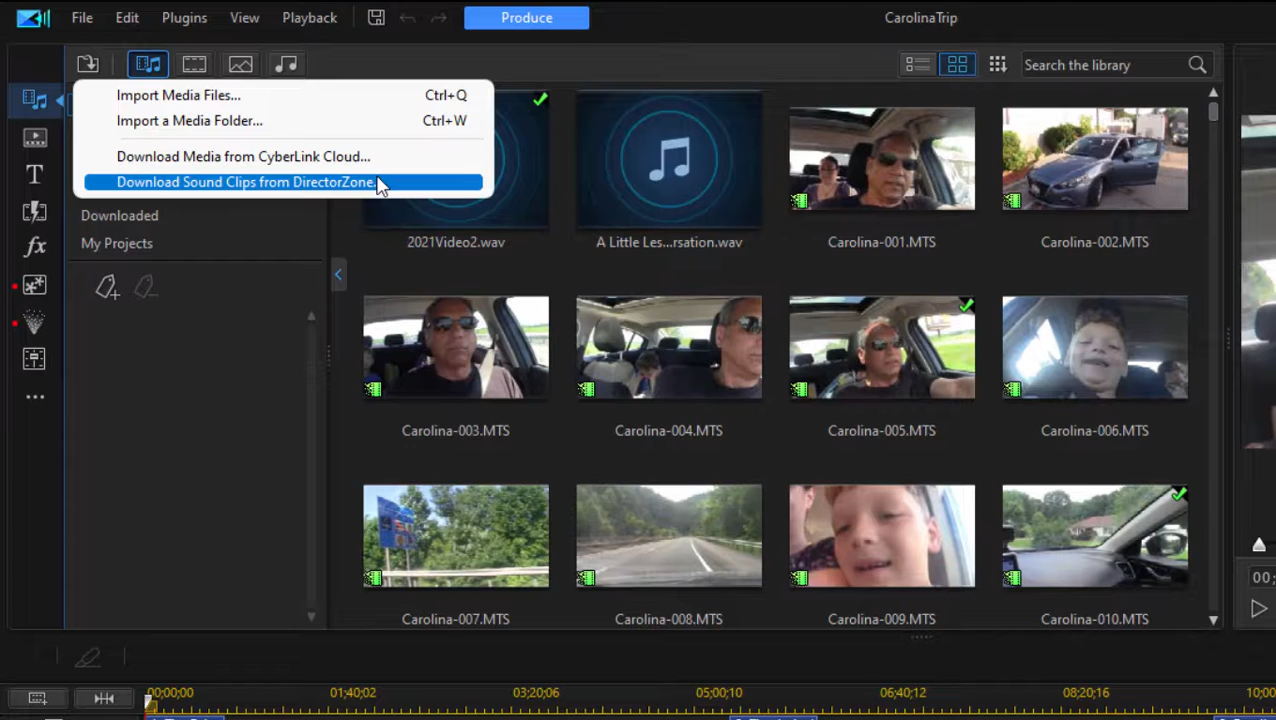 File Edit Plugins View Playback Produce CarolinaTrip
Search the library
Import Media Files... Ctrl+Q
Import a Media Folder... Ctrl+W
Download Media from CyberLink Cloud...
Download Sound Clips from DirectorZone...
Downloaded
My Projects
2021Video2.wav A Little Les...rsation.wav Carolina-001.MTS Carolina-002.MTS
Carolina-003.MTS Carolina-004.MTS Carolina-005.MTS Carolina-006.MTS
Carolina-007.MTS Carolina-008.MTS Carolina-009.MTS Carolina-010.MTS
00;
00;00;00 01;40;02 03;20;06 05;00;10 06;40;12 08;20;16 10;00